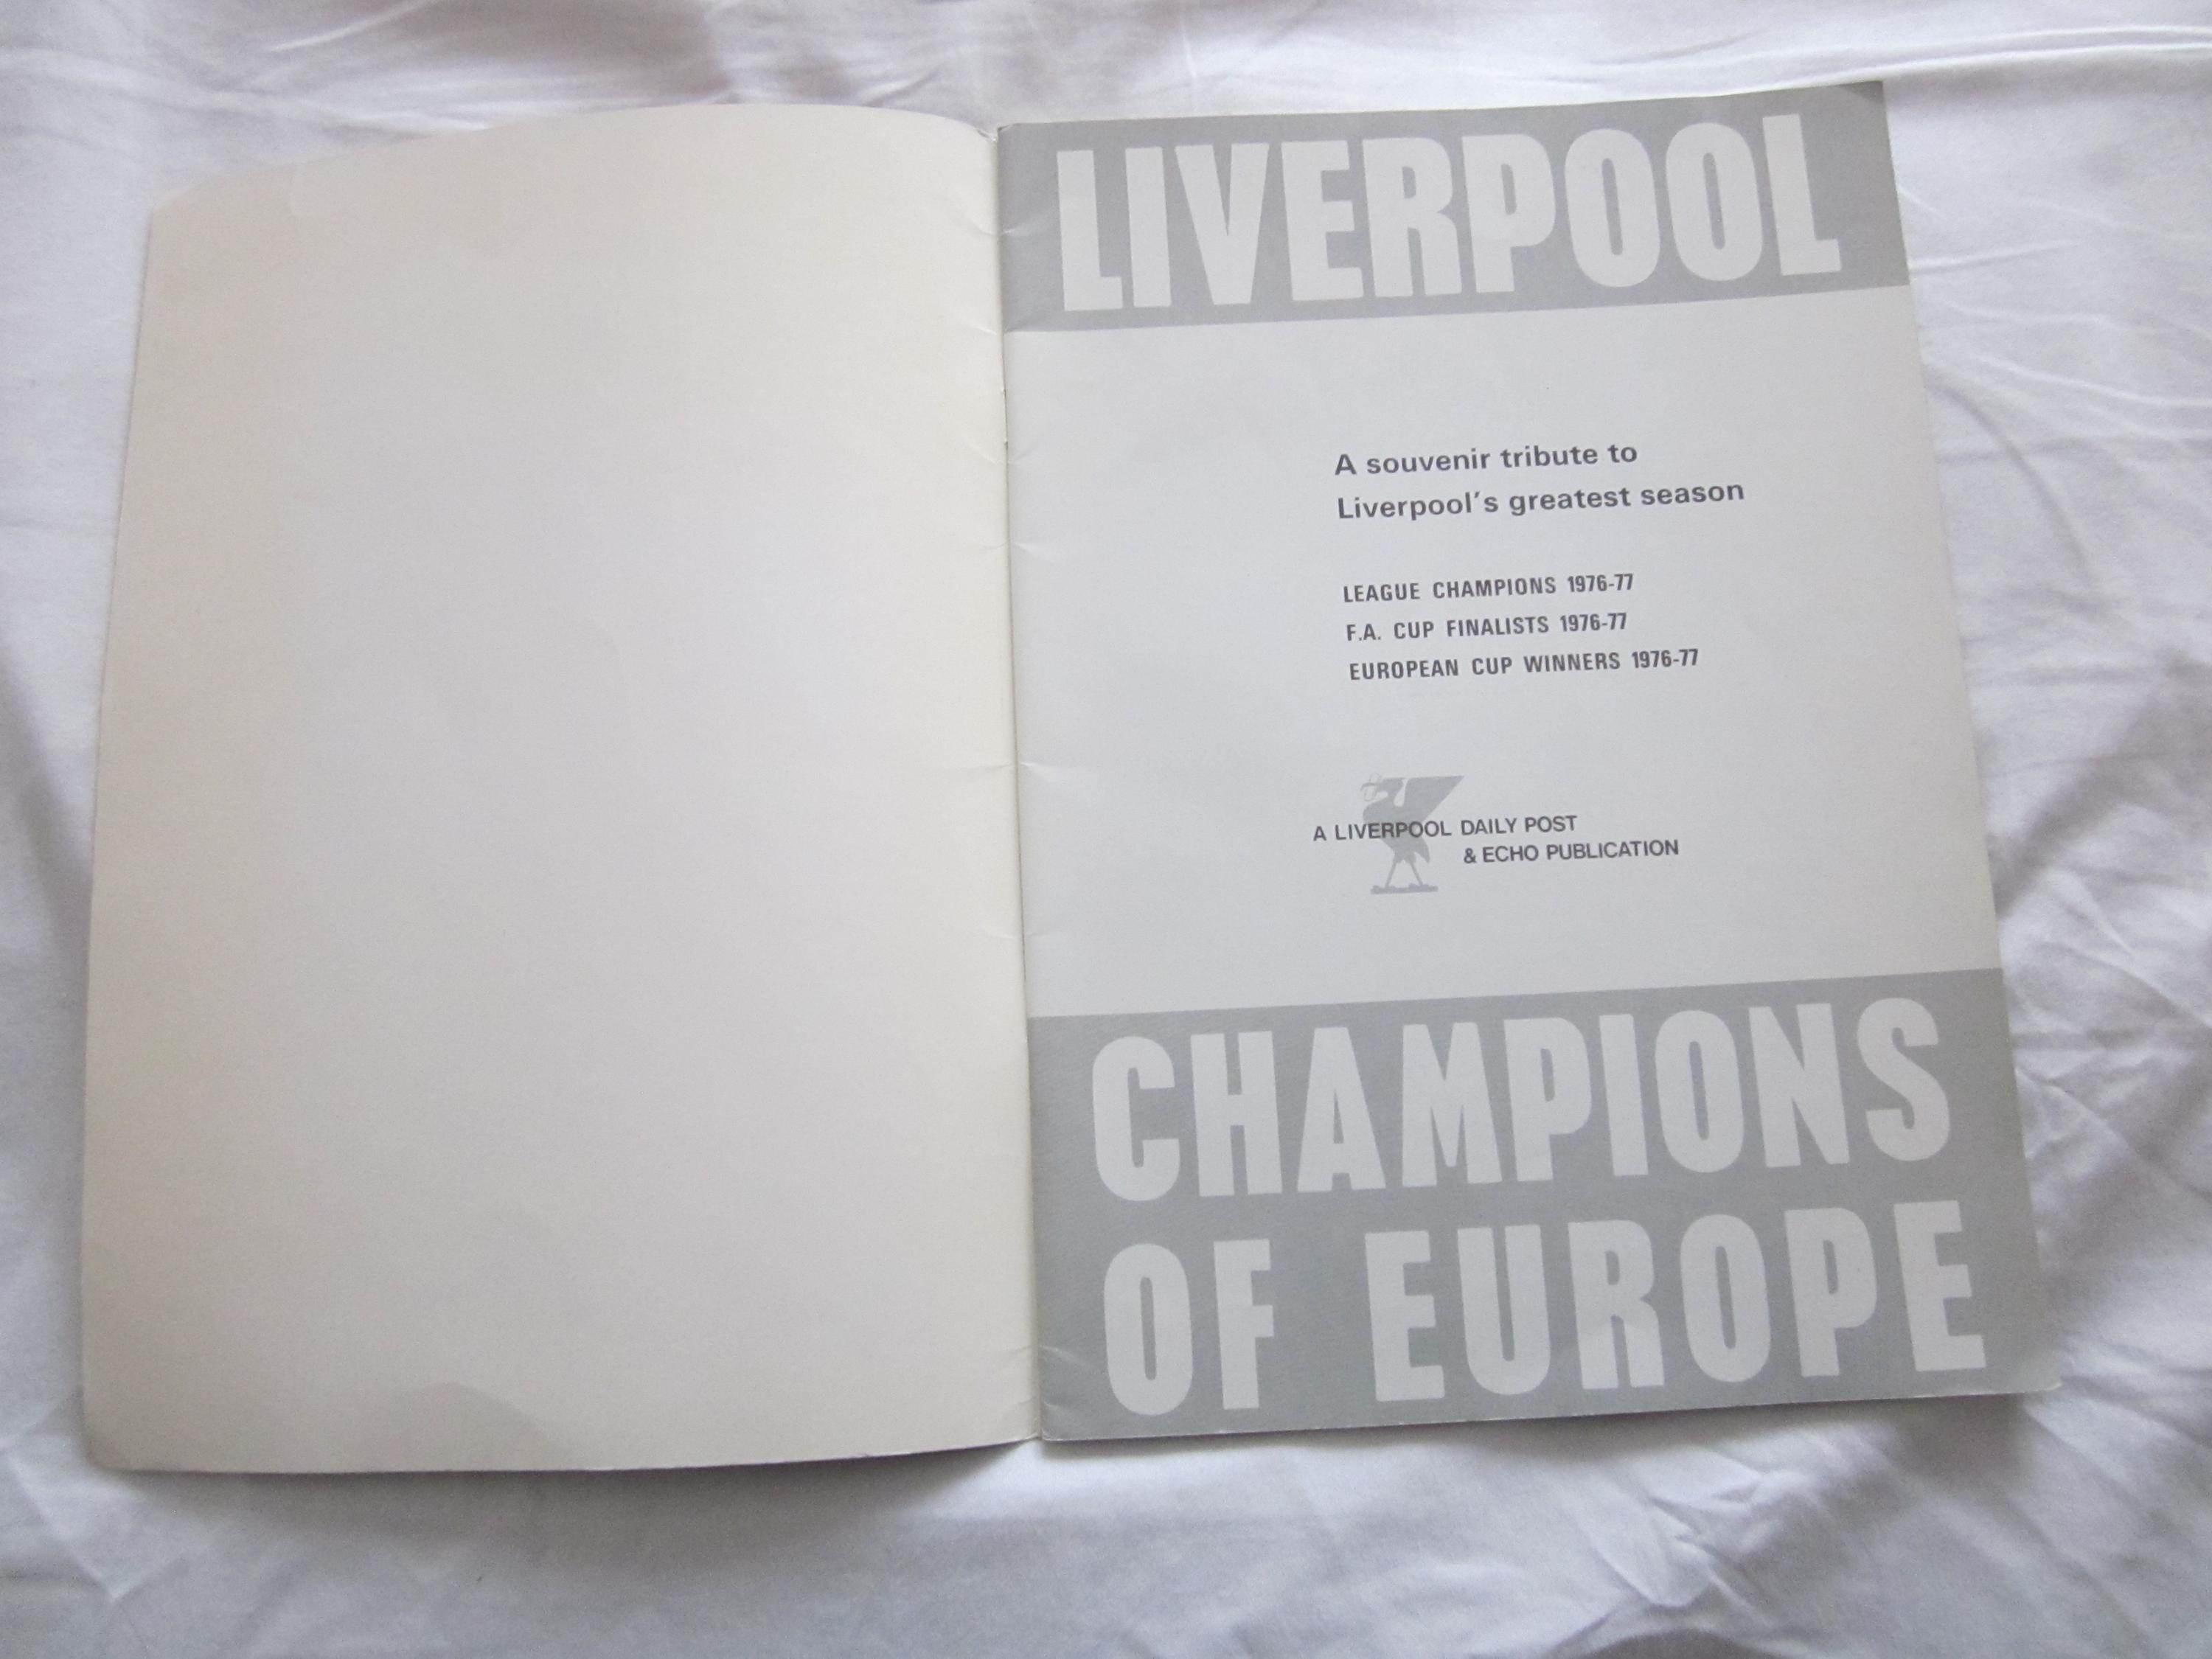 LIVERPOOL
A souvenir tribute to
Liverpool's greatest season
LEAGUE CHAMPIONS 1976-77
F.A. CUP FINALISTS 1976-77
EUROPEAN CUP WINNERS 1976-77
A LIVERPOOL DAILY POST
& ECHO PUBLICATION
CHAMPIONS
OF EUROPE